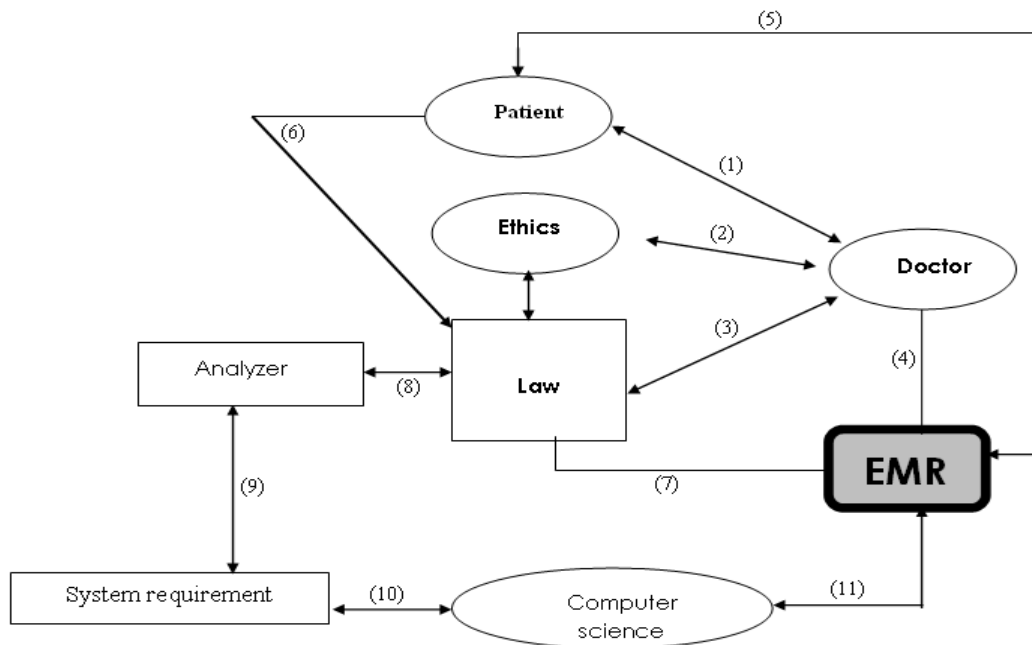 (5)
Patient
(6)
(1)
Ethics
(2)
Doctor
(3)
Analyzer
(4)
(8)
Law
EMR
(7)
(9)
System requirement
(10)
Computer
science
(11)